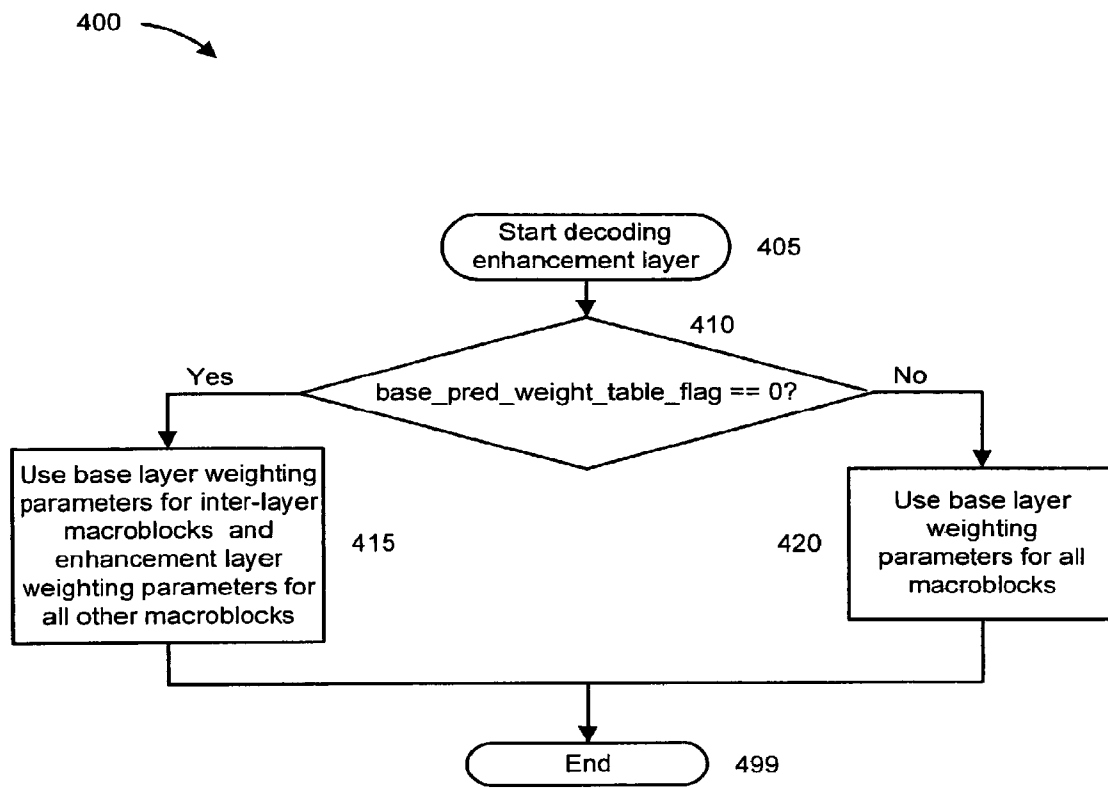 400
Start decoding
enhancement layer
405
410
Yes
base_pred_weight_table_flag == 0?
No
Use base layer weighting
parameters for inter-layer
macroblocks and
enhancement layer
weighting parameters for
all other macroblocks
415
420
Use base layer
weighting
parameters for all
macroblocks
End
499